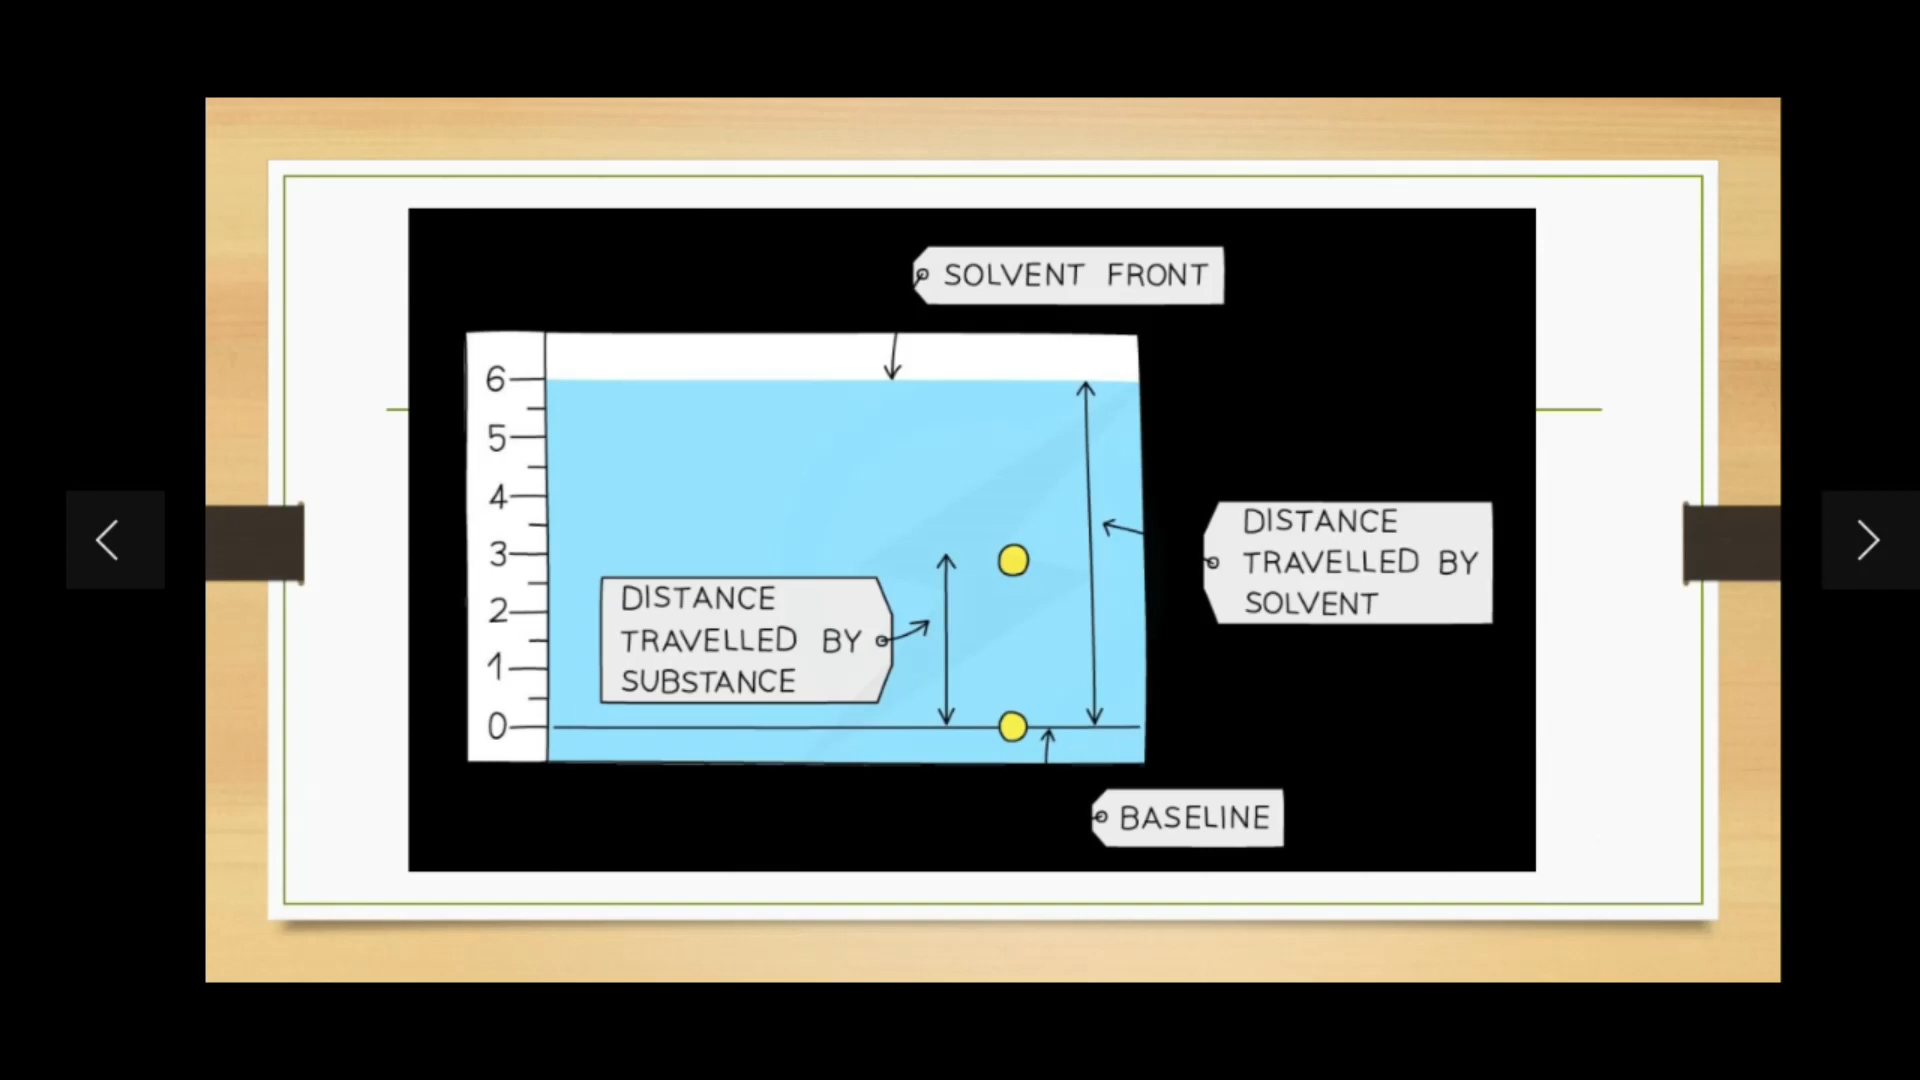 SOLVENT FRONT
6
5
4
3
2
1
0
DISTANCE
TRAVELLED BY
SUBSTANCE
DISTANCE
TRAVELLED BY
SOLVENT
BASELINE